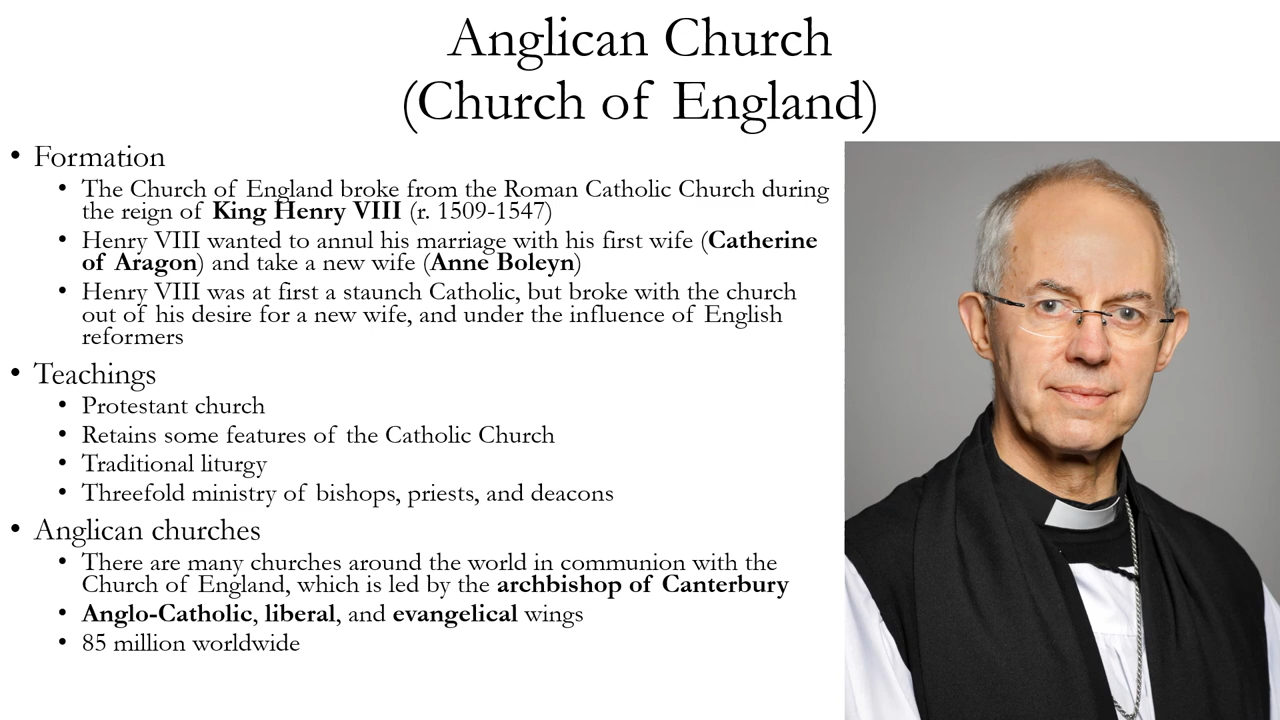 Anglican Church
(Church of England)
• Formation
• The Church of England broke from the Roman Catholic Church during
the reign of King Henry VIII (r. 1509-1547)
• Henry VIII wanted to annul his marriage with his first wife (Catherine
of Aragon) and take a new wife (Anne Boleyn)
• Henry VIII was at first a staunch Catholic, but broke with the church
out of his desire for a new wife, and under the influence of English
reformers
• Teachings
• Protestant church
• Retains some features of the Catholic Church
• Traditional liturgy
• Threefold ministry of bishops, priests, and deacons
• Anglican churches
• There are many churches around the world in communion with the
Church of England, which is led by the archbishop of Canterbury
• Anglo-Catholic, liberal, and evangelical wings
• 85 million worldwide